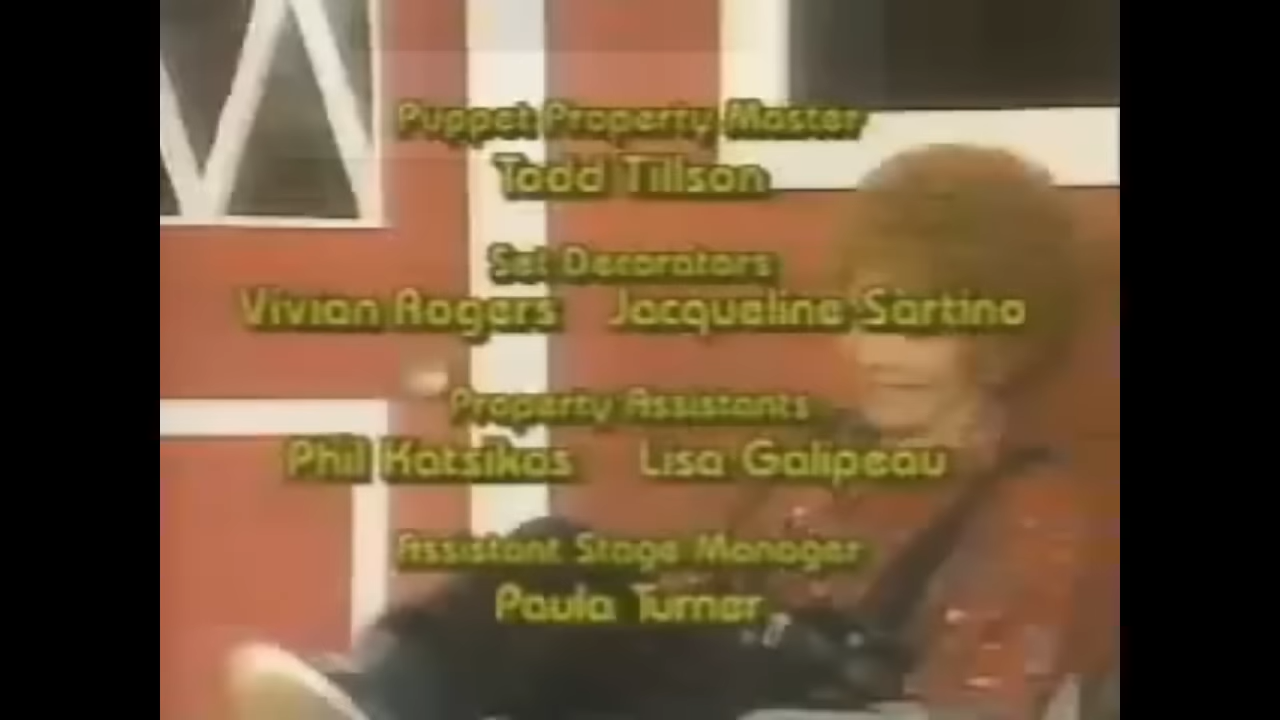 Puppet Property Master
Todd Tillson
Set Decorators
Vivian Rogers Jacqueline Sartino
Property Assistants
Phil Katsikas Lisa Galipeau
Assistant Stage Manager
Paula Turner